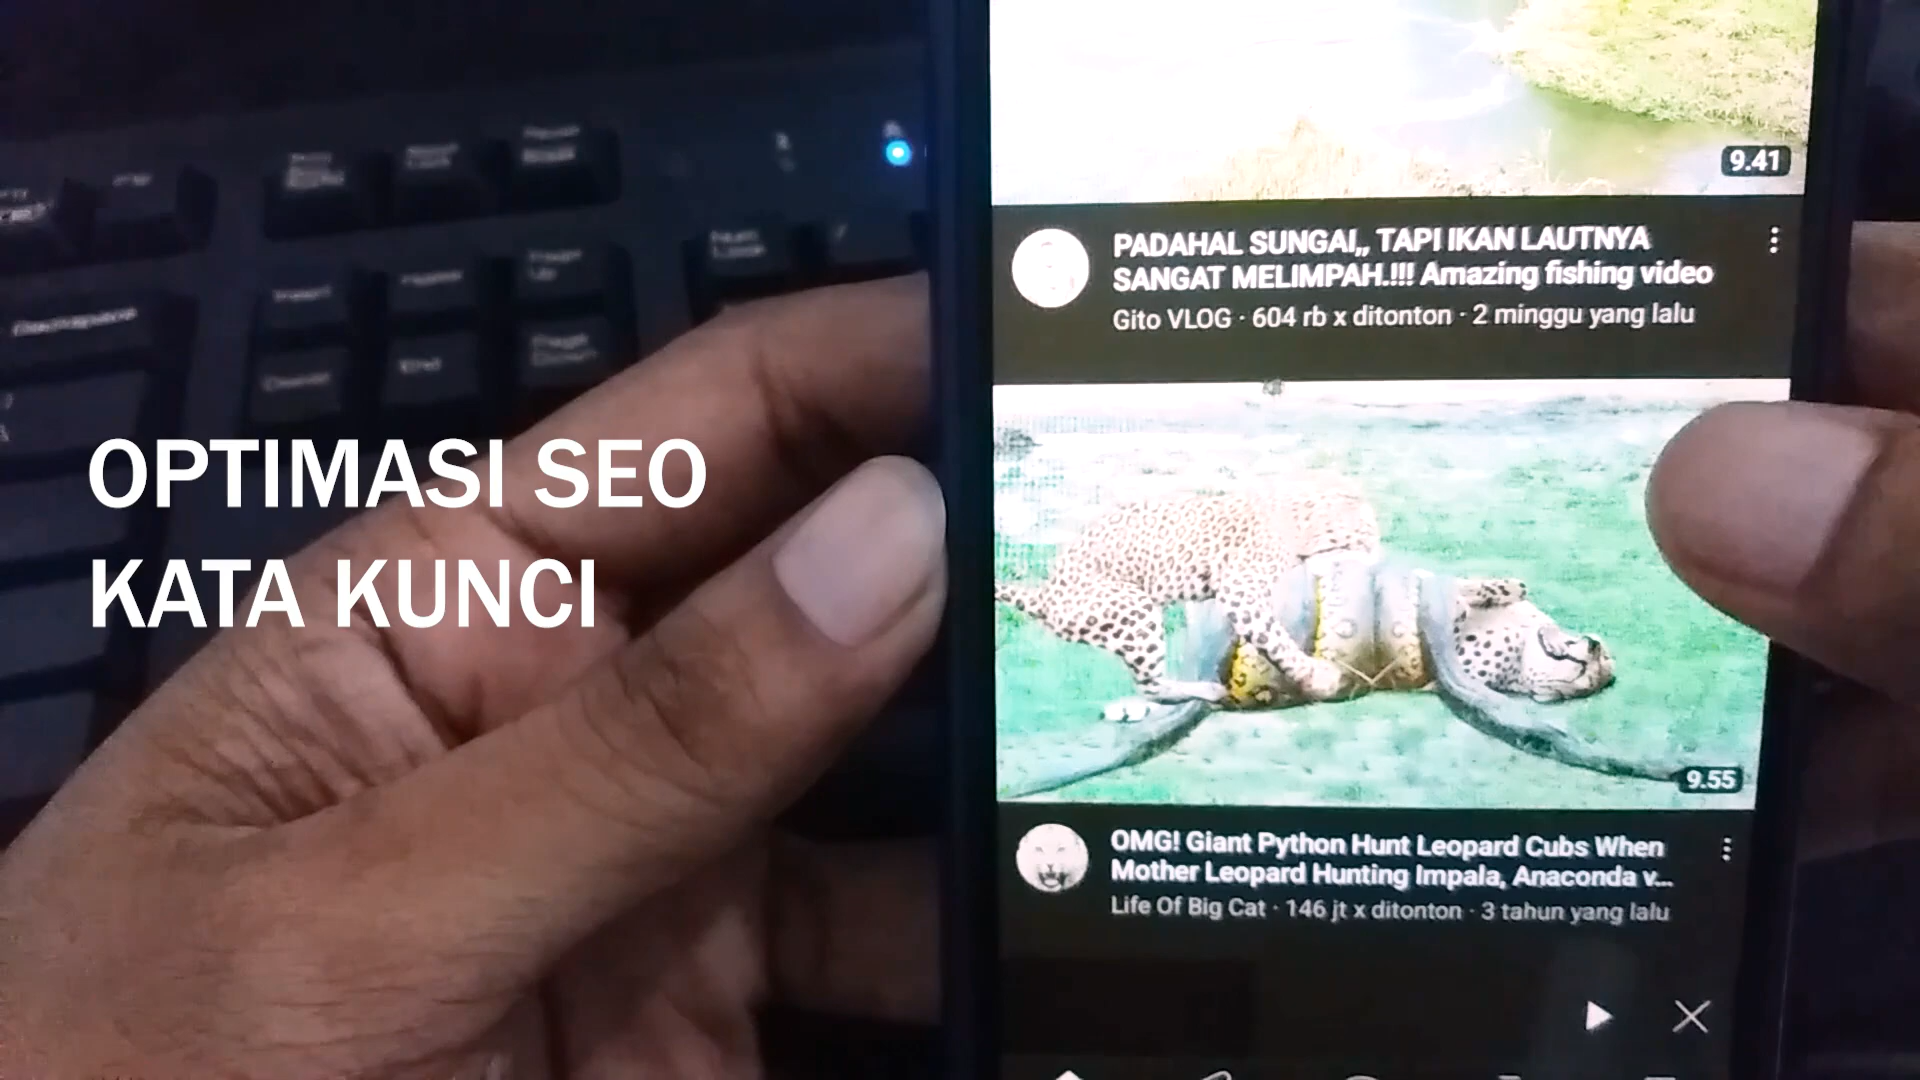 OPTIMASI SEO
KATA KUNCI
9.41
PADAHAL SUNGAI,, TAPI IKAN LAUTNYA
SANGAT MELIMPAH.!!! Amazing fishing video
Gito VLOG · 604 rb x ditonton · 2 minggu yang lalu
9.55
OMG! Giant Python Hunt Leopard Cubs When
Mother Leopard Hunting Impala, Anaconda v...
Life Of Big Cat · 146 jt x ditonton · 3 tahun yang lalu